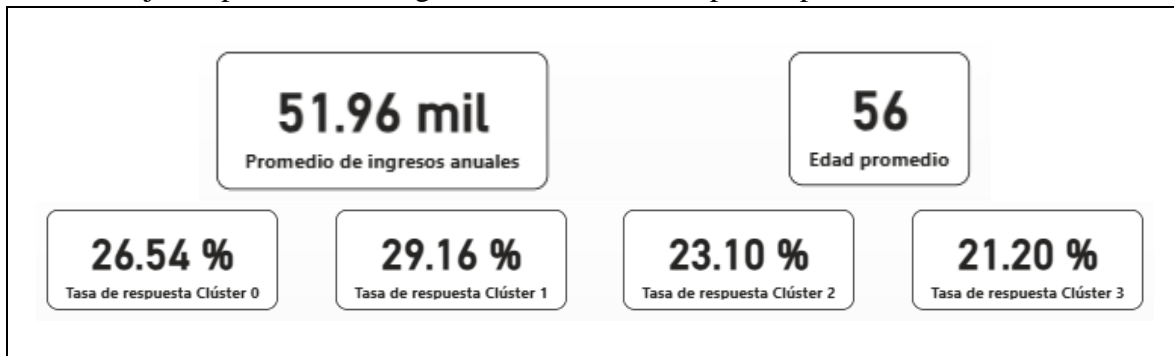 51.96 mil
Promedio de ingresos anuales
56
Edad promedio
26.54 %
Tasa de respuesta Clúster 0
29.16 %
Tasa de respuesta Clúster 1
23.10 %
Tasa de respuesta Clúster 2
21.20 %
Tasa de respuesta Clúster 3